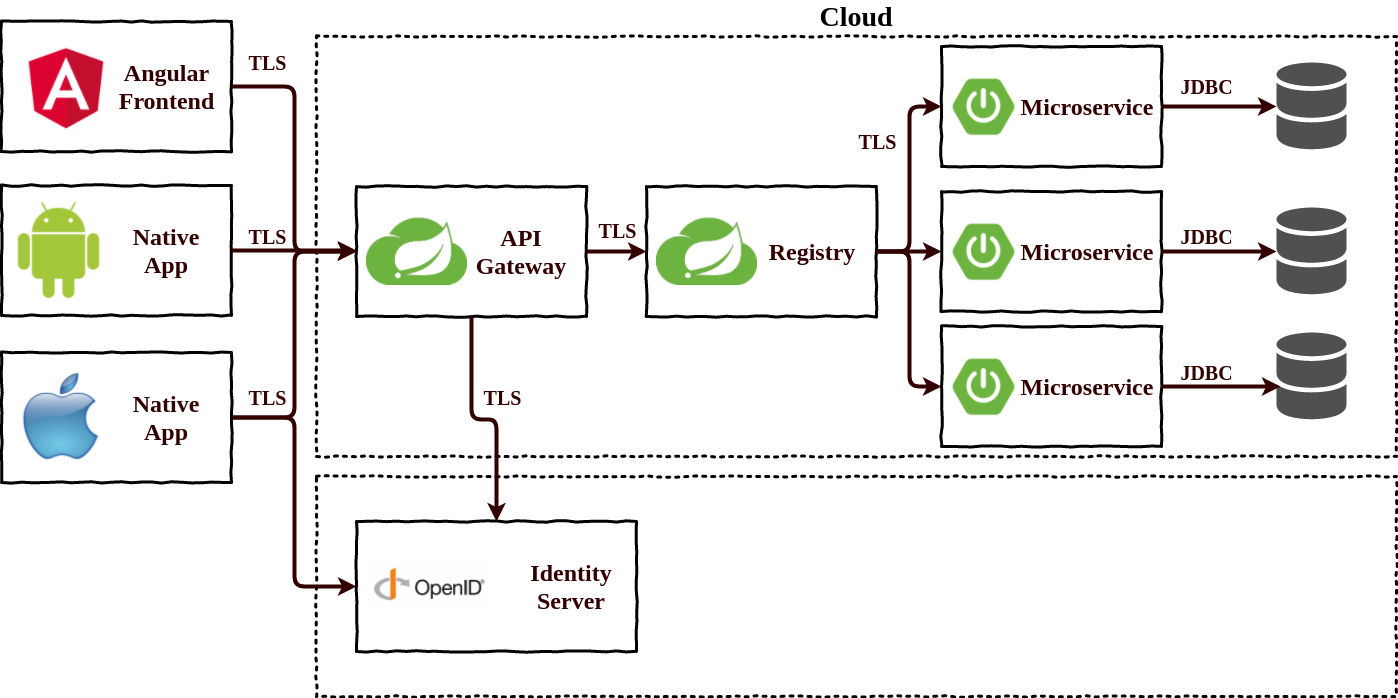 Cloud
Angular
Frontend
TLS
Native
App
TLS
Native
App
TLS
API
Gateway
TLS
Registry
TLS
Microservice
JDBC
Microservice
JDBC
Microservice
JDBC
TLS
OpenID®
Identity
Server